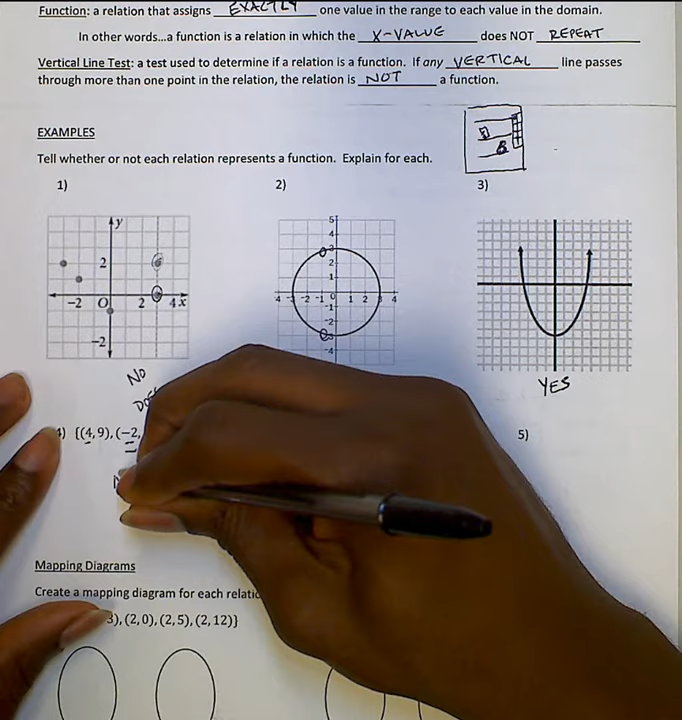 Function: a relation that assigns EXACTLY one value in the range to each value in the domain.
In other words...a function is a relation in which the X-VALUE does NOT REPEAT
Vertical Line Test: a test used to determine if a relation is a function. If any VERTICAL line passes
through more than one point in the relation, the relation is NOT a function.
EXAMPLES
Tell whether or not each relation represents a function. Explain for each.
1) 2) 3)
y
2
-2 O 2 4 x
-2
5
4
3
2
1
4 -3 -2 -1 0 1 2 3 4
-1
-2
-3
-4
NO
YES
4) {(4, 9), (−2,
5)
Mapping Diagrams
Create a mapping diagram for each
3), (2, 0), (2, 5), (2, 12)}